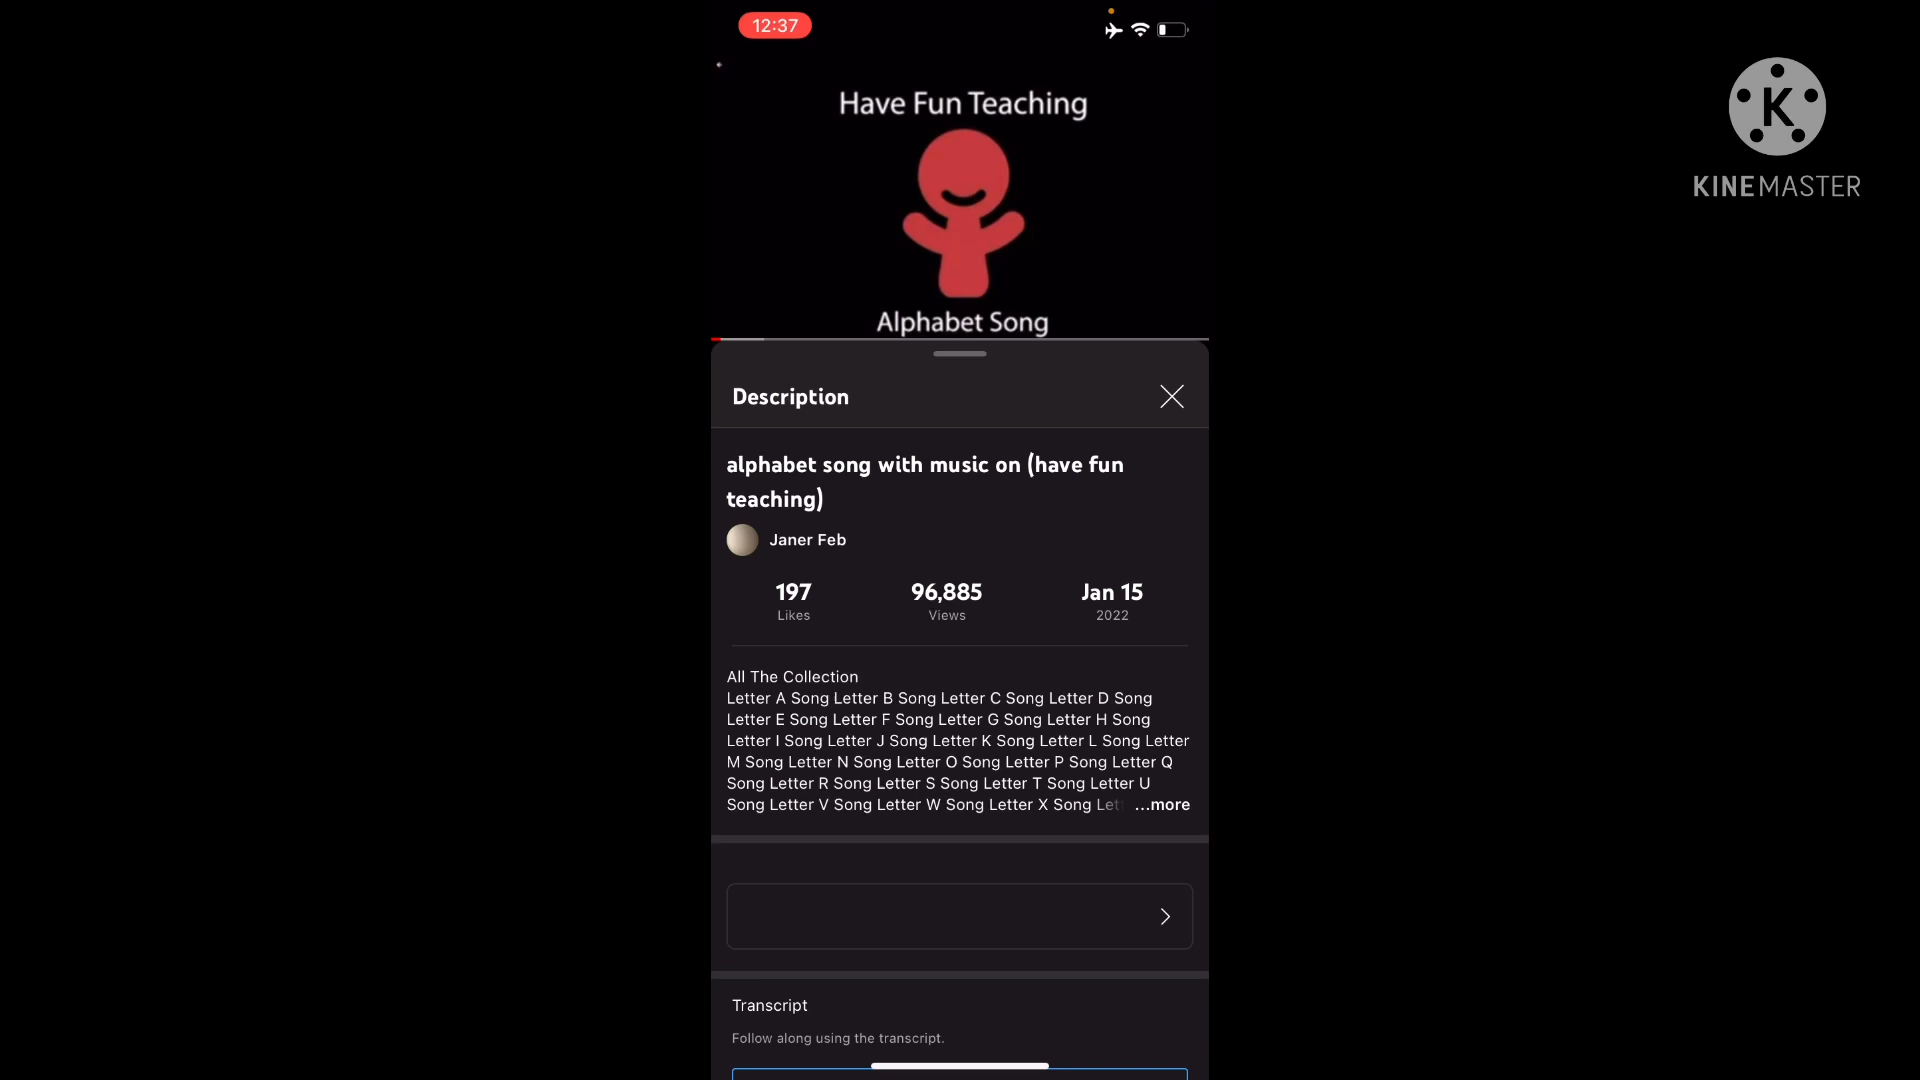 12:37
Have Fun Teaching
K
KINEMASTER
Alphabet Song
Description
alphabet song with music on (have fun
teaching)
Janer Feb
197
96,885
Jan 15
Likes
Views
2022
All The Collection
Letter A Song Letter B Song Letter C Song Letter D Song
Letter E Song Letter F Song Letter G Song Letter H Song
Letter I Song Letter J Song Letter K Song Letter L Song Letter
M Song Letter N Song Letter O Song Letter P Song Letter Q
Song Letter R Song Letter S Song Letter T Song Letter U
Song Letter V Song Letter W Song Letter X Song Let ...more
Transcript
Follow along using the transcript.